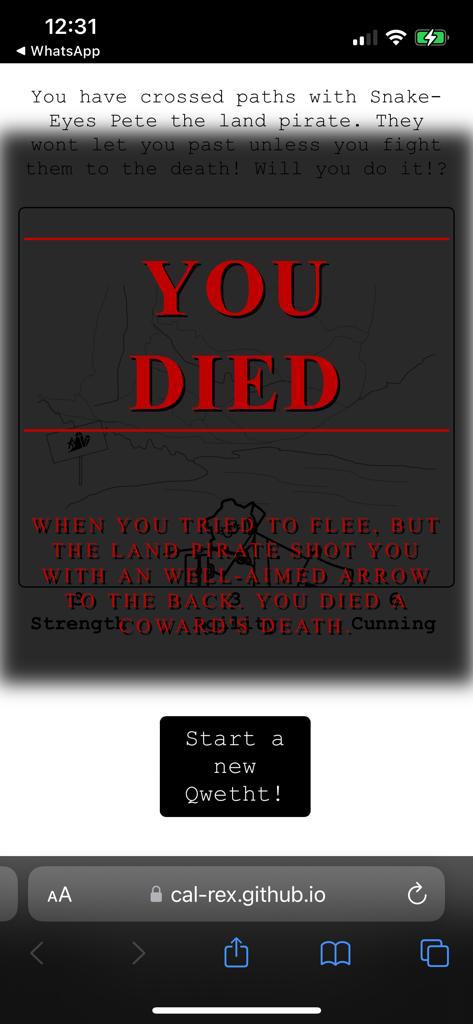 12:31
WhatsApp
You have crossed paths with Snake-
Eyes Pete the land pirate. They
wont let you past unless you fight
them to the death! Will you do it!?
YOU
DIED
WHEN YOU TRIED TO FLEE, BUT
THE LAND PIRATE SHOT YOU
WITH AN WELL-AIMED ARROW
TO THE BACK. YOU DIED A
COWARD'S DEATH.
3 3 6
Strength Agility Cunning
Start a
new
Qwetht!
AA cal-rex.github.io